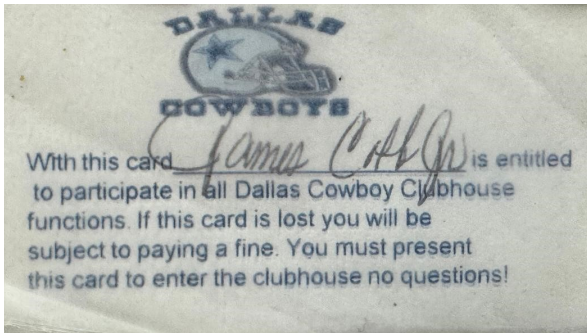 DALLAS
COWBOYS
With this card James Cobb Jr is entitled
to participate in all Dallas Cowboy Clubhouse
functions. If this card is lost you will be
subject to paying a fine. You must present
this card to enter the clubhouse no questions!